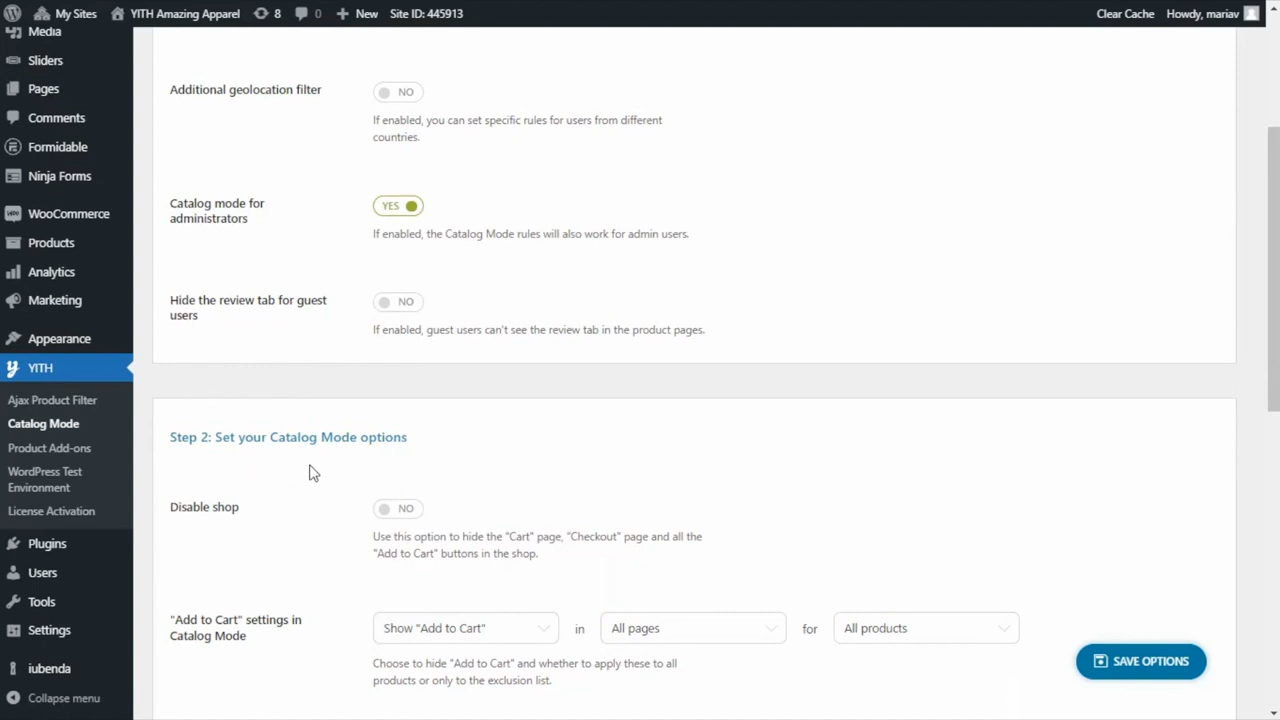 My Sites
YITH Amazing Apparel
8
0
New
Site ID: 445913
Clear Cache
Howdy, mariav
Media
Sliders
Pages
Comments
Formidable
Ninja Forms
WooCommerce
Products
Analytics
Marketing
Appearance
YITH
Ajax Product Filter
Catalog Mode
Product Add-ons
WordPress Test
Environment
License Activation
Plugins
Users
Tools
Settings
iubenda
Collapse menu
Additional geolocation filter
NO
If enabled, you can set specific rules for users from different
countries.
Catalog mode for
administrators
YES
If enabled, the Catalog Mode rules will also work for admin users.
Hide the review tab for guest
users
NO
If enabled, guest users can't see the review tab in the product pages.
Step 2: Set your Catalog Mode options
Disable shop
NO
Use this option to hide the "Cart" page, "Checkout" page and all the
"Add to Cart" buttons in the shop.
"Add to Cart" settings in
Catalog Mode
Show "Add to Cart"
in
All pages
for
All products
Choose to hide "Add to Cart" and whether to apply these to all
products or only to the exclusion list.
SAVE OPTIONS